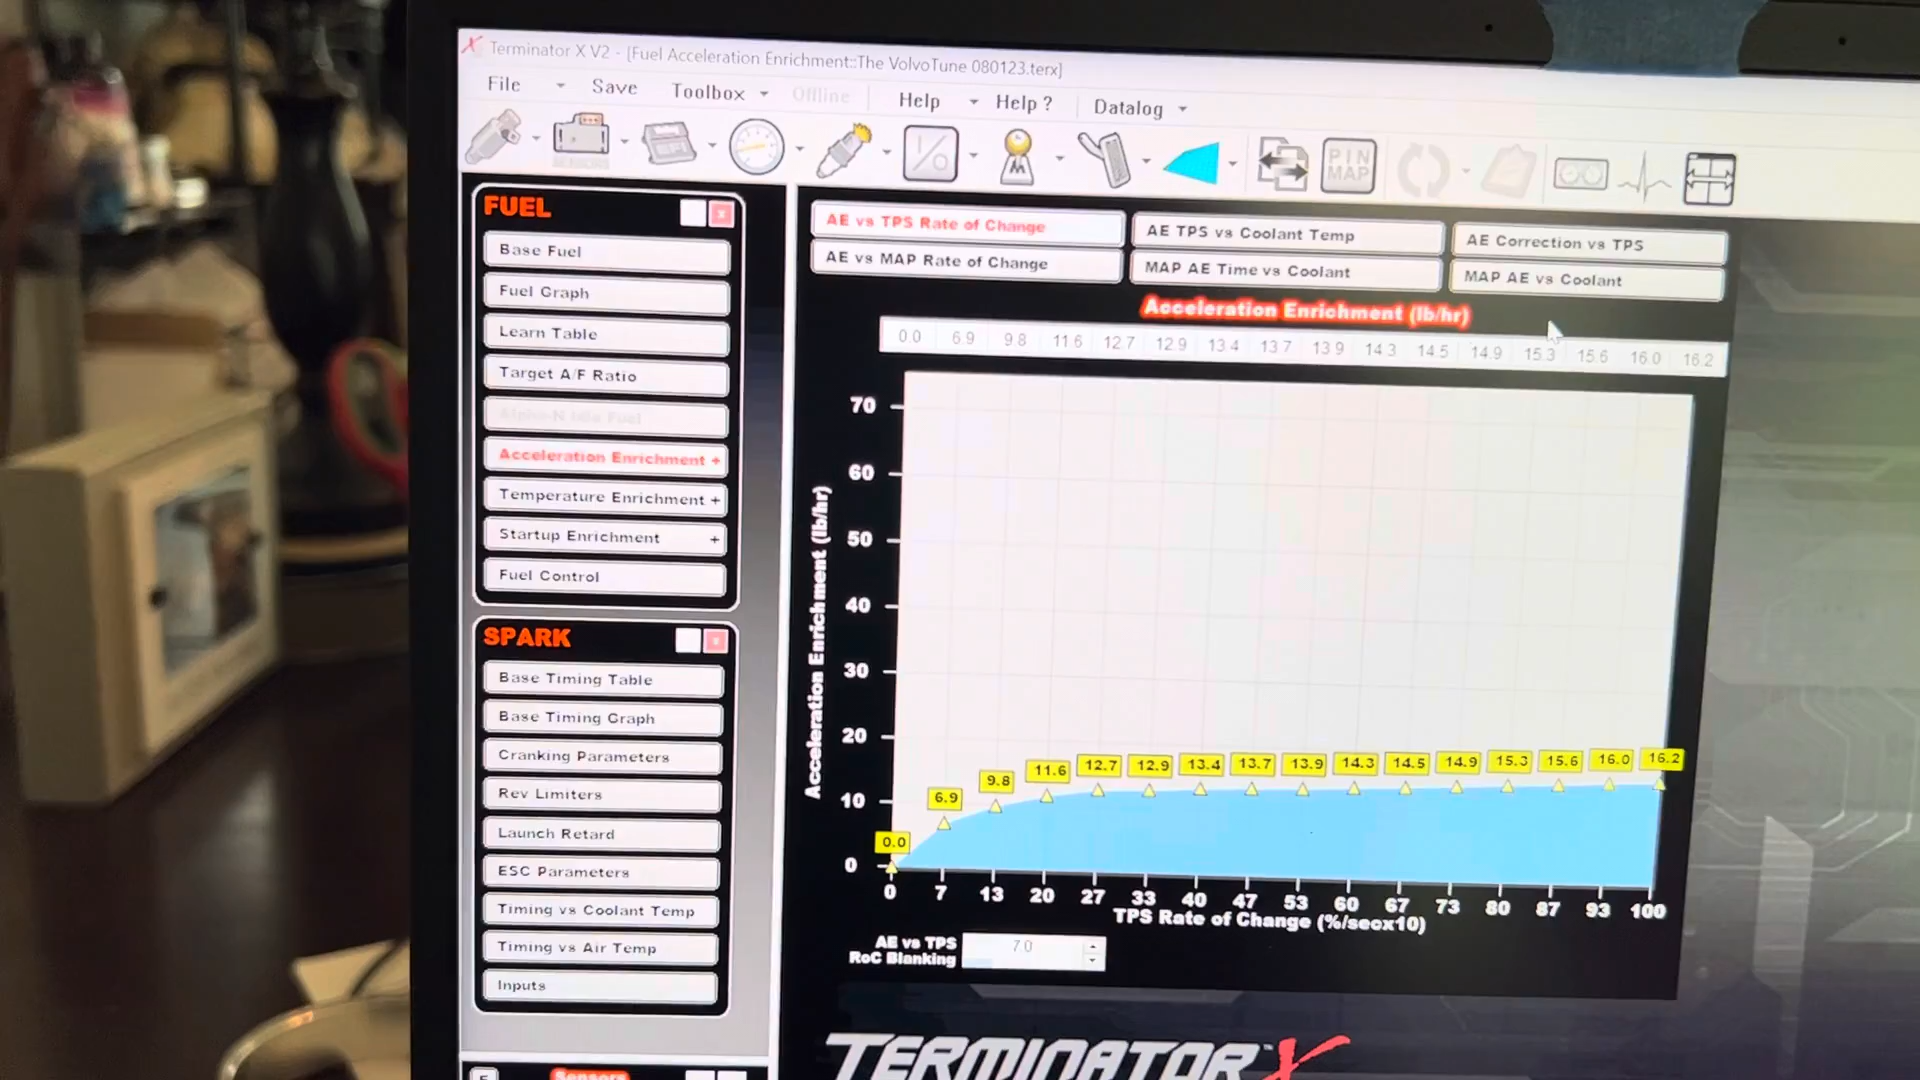 Terminator X V2 - [Fuel Acceleration Enrichment::The VolvoTune 080123.terx]
File Save Toolbox Offline Help Help ? Datalog
SENSORS EFI I/O M PIN MAP
FUEL
Base Fuel
Fuel Graph
Learn Table
Target A/F Ratio
Alpha-N Idle Fuel
Acceleration Enrichment +
Temperature Enrichment +
Startup Enrichment +
Fuel Control
SPARK
Base Timing Table
Base Timing Graph
Cranking Parameters
Rev Limiters
Launch Retard
ESC Parameters
Timing vs Coolant Temp
Timing vs Air Temp
Inputs
Sensors
AE vs TPS Rate of Change AE TPS vs Coolant Temp AE Correction vs TPS
AE vs MAP Rate of Change MAP AE Time vs Coolant MAP AE vs Coolant
Acceleration Enrichment (lb/hr)
0.0 6.9 9.8 11.6 12.7 12.9 13.4 13.7 13.9 14.3 14.5 14.9 15.3 15.6 16.0 16.2
Acceleration Enrichment (lb/hr)
70
60
50
40
30
20
10
0
0.0 6.9 9.8 11.6 12.7 12.9 13.4 13.7 13.9 14.3 14.5 14.9 15.3 15.6 16.0 16.2
0 7 13 20 27 33 40 47 53 60 67 73 80 87 93 100
TPS Rate of Change (%/secx10)
AE vs TPS
RoC Blanking
7.0
TERMINATOR X